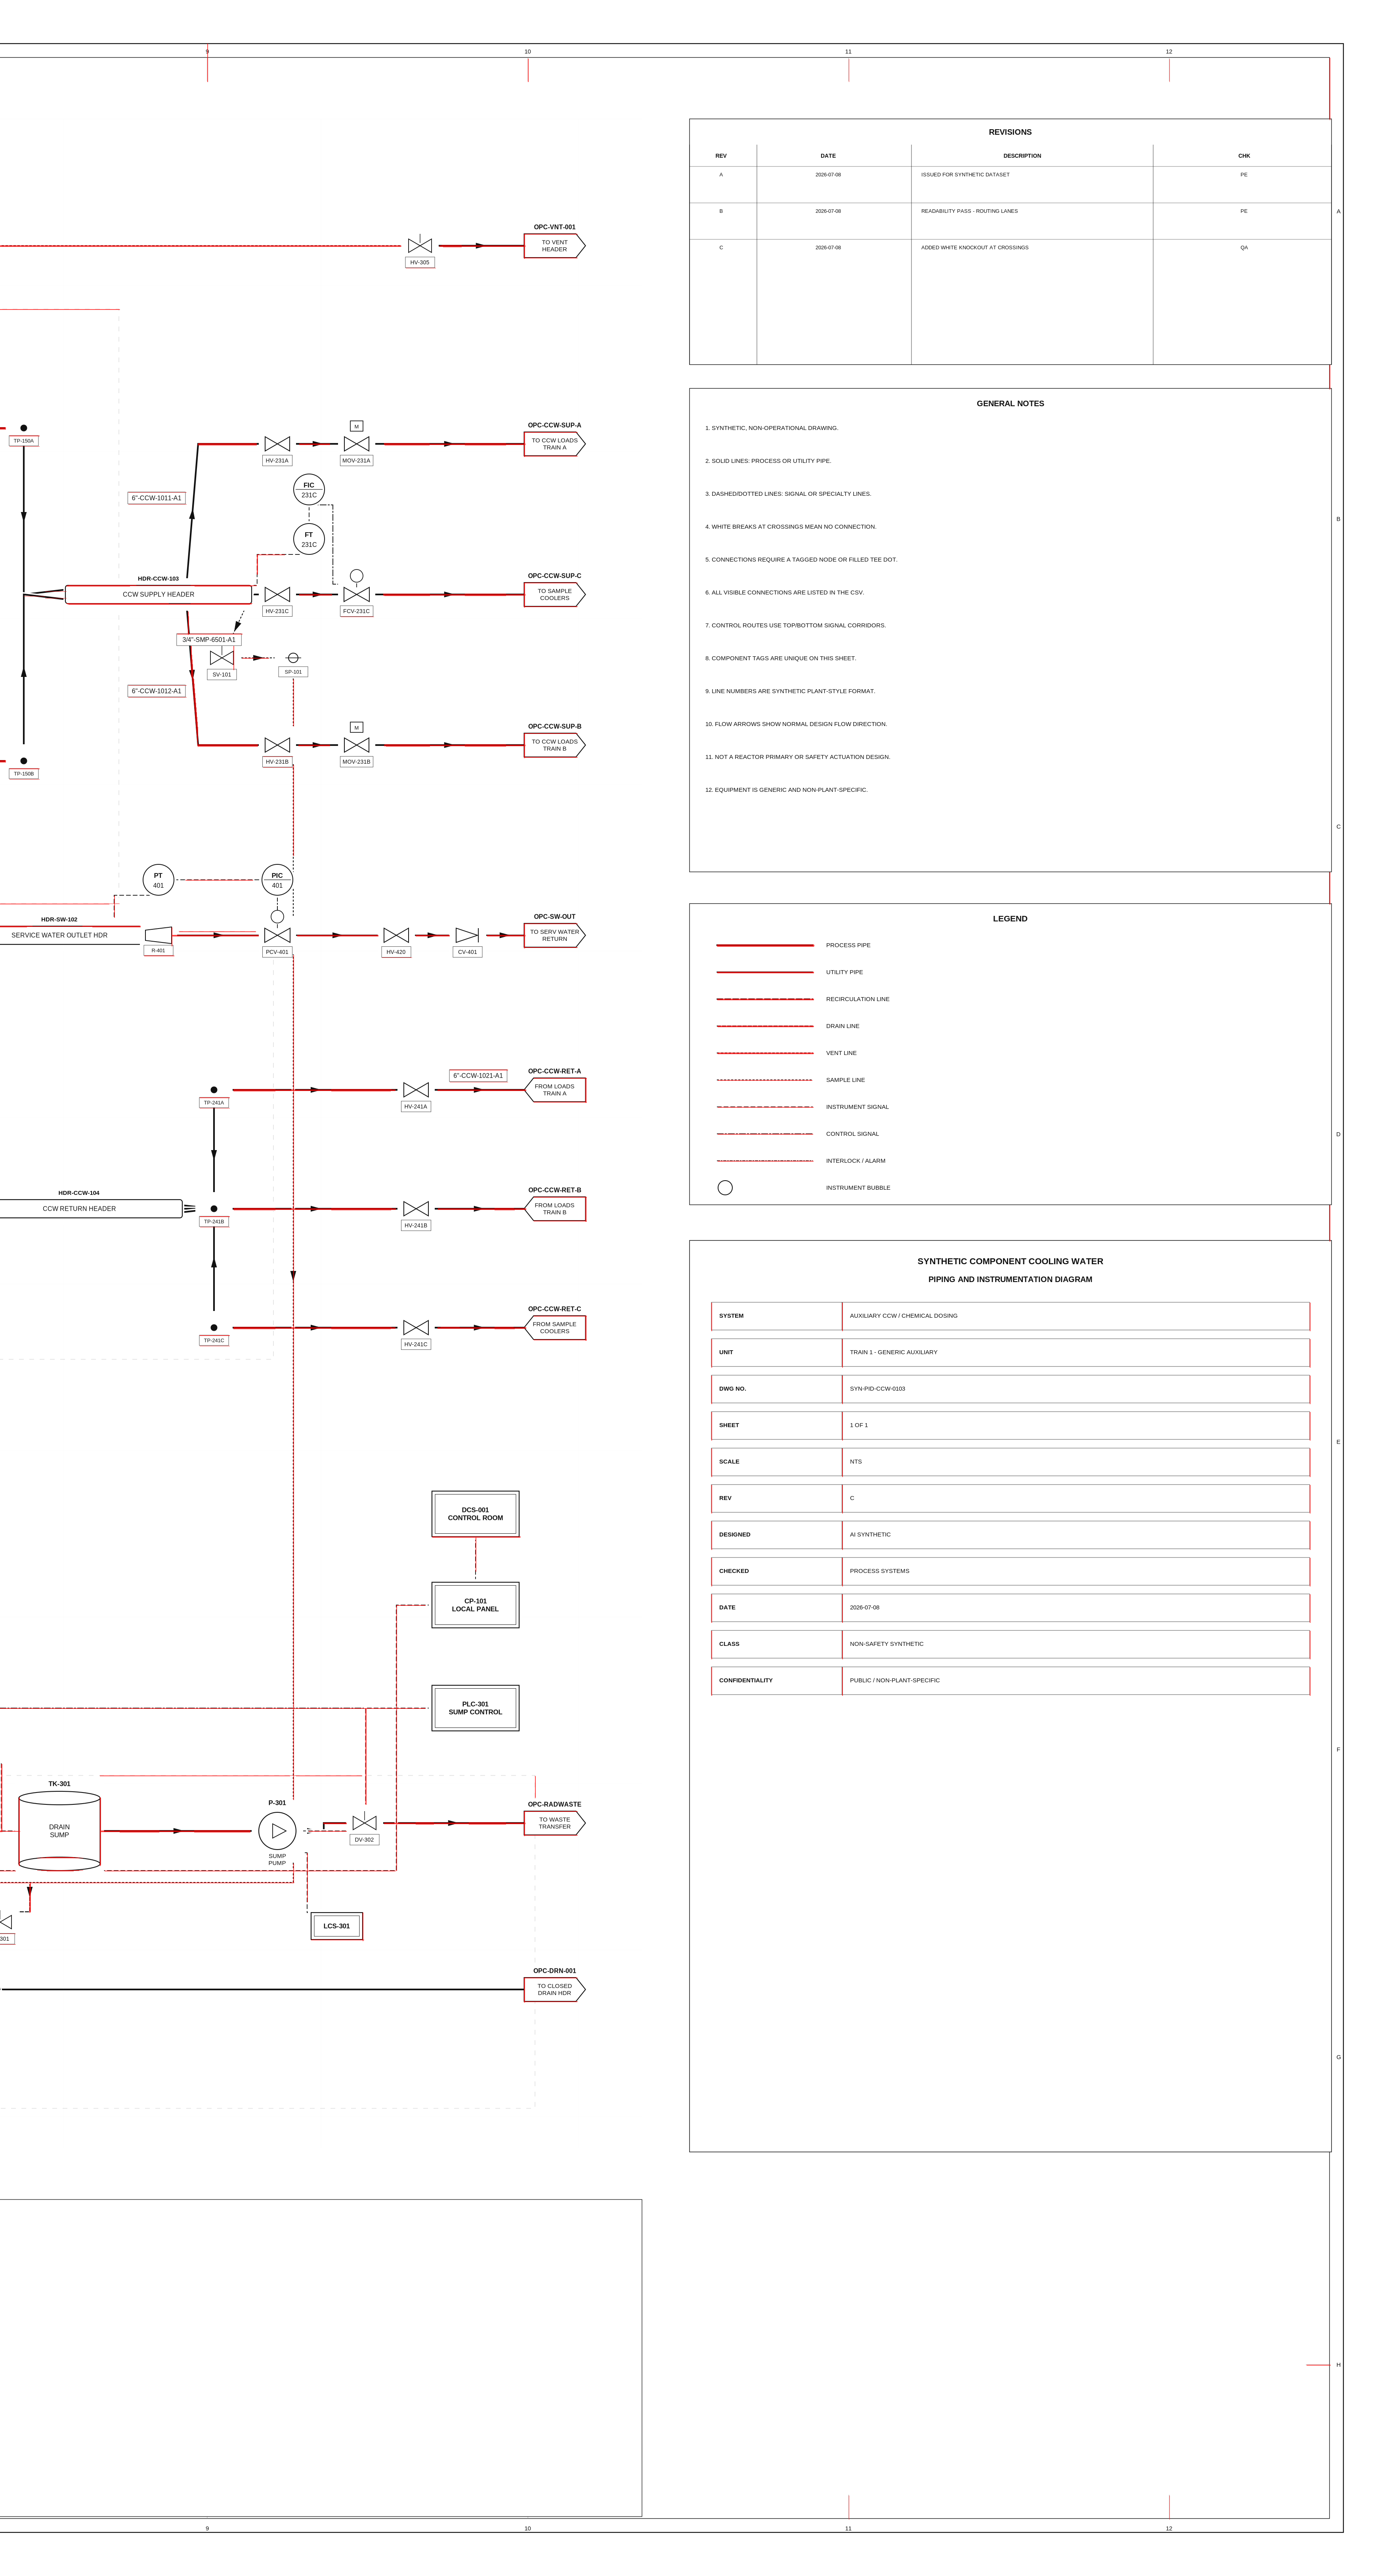 9 10 11 12
REVISIONS
REV DATE DESCRIPTION CHK
A 2026-07-08 ISSUED FOR SYNTHETIC DATASET PE
B 2026-07-08 READABILITY PASS - ROUTING LANES PE
C 2026-07-08 ADDED WHITE KNOCKOUT AT CROSSINGS QA
GENERAL NOTES
1. SYNTHETIC, NON-OPERATIONAL DRAWING.
2. SOLID LINES: PROCESS OR UTILITY PIPE.
3. DASHED/DOTTED LINES: SIGNAL OR SPECIALTY LINES.
4. WHITE BREAKS AT CROSSINGS MEAN NO CONNECTION.
5. CONNECTIONS REQUIRE A TAGGED NODE OR FILLED TEE DOT.
6. ALL VISIBLE CONNECTIONS ARE LISTED IN THE CSV.
7. CONTROL ROUTES USE TOP/BOTTOM SIGNAL CORRIDORS.
8. COMPONENT TAGS ARE UNIQUE ON THIS SHEET.
9. LINE NUMBERS ARE SYNTHETIC PLANT-STYLE FORMAT.
10. FLOW ARROWS SHOW NORMAL DESIGN FLOW DIRECTION.
11. NOT A REACTOR PRIMARY OR SAFETY ACTUATION DESIGN.
12. EQUIPMENT IS GENERIC AND NON-PLANT-SPECIFIC.
LEGEND
PROCESS PIPE
UTILITY PIPE
RECIRCULATION LINE
DRAIN LINE
VENT LINE
SAMPLE LINE
INSTRUMENT SIGNAL
CONTROL SIGNAL
INTERLOCK / ALARM
INSTRUMENT BUBBLE
SYNTHETIC COMPONENT COOLING WATER
PIPING AND INSTRUMENTATION DIAGRAM
SYSTEM AUXILIARY CCW / CHEMICAL DOSING
UNIT TRAIN 1 - GENERIC AUXILIARY
DWG NO. SYN-PID-CCW-0103
SHEET 1 OF 1
SCALE NTS
REV C
DESIGNED AI SYNTHETIC
CHECKED PROCESS SYSTEMS
DATE 2026-07-08
CLASS NON-SAFETY SYNTHETIC
CONFIDENTIALITY PUBLIC / NON-PLANT-SPECIFIC
A
B
C
D
E
F
G
H
OPC-VNT-001
TO VENT
HEADER
HV-305
TP-150A
OPC-CCW-SUP-A
M
TO CCW LOADS
TRAIN A
HV-231A
MOV-231A
6"-CCW-1011-A1
FIC
231C
FT
231C
HDR-CCW-103
CCW SUPPLY HEADER
OPC-CCW-SUP-C
TO SAMPLE
COOLERS
HV-231C
FCV-231C
3/4"-SMP-6501-A1
SV-101
SP-101
6"-CCW-1012-A1
OPC-CCW-SUP-B
M
TO CCW LOADS
TRAIN B
HV-231B
MOV-231B
TP-150B
PT
401
PIC
401
HDR-SW-102
SERVICE WATER OUTLET HDR
R-401
PCV-401
HV-420
CV-401
OPC-SW-OUT
TO SERV WATER
RETURN
6"-CCW-1021-A1
OPC-CCW-RET-A
FROM LOADS
TRAIN A
TP-241A
HV-241A
HDR-CCW-104
CCW RETURN HEADER
OPC-CCW-RET-B
FROM LOADS
TRAIN B
TP-241B
HV-241B
OPC-CCW-RET-C
FROM SAMPLE
COOLERS
TP-241C
HV-241C
DCS-001
CONTROL ROOM
CP-101
LOCAL PANEL
PLC-301
SUMP CONTROL
TK-301
DRAIN
SUMP
P-301
SUMP
PUMP
DV-302
OPC-RADWASTE
TO WASTE
TRANSFER
LCS-301
301
OPC-DRN-001
TO CLOSED
DRAIN HDR
9 10 11 12